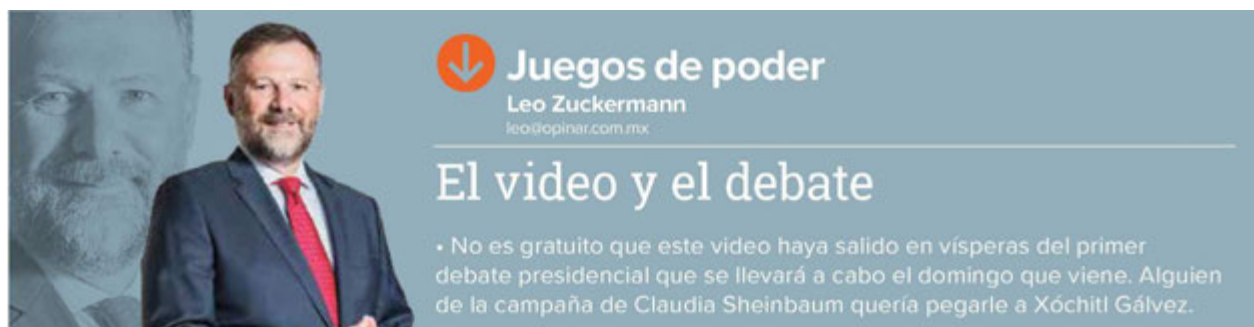 Juegos de poder
Leo Zuckermann
leo@opinar.com.mx
El video y el debate
• No es gratuito que este video haya salido en vísperas del primer
debate presidencial que se llevará a cabo el domingo que viene. Alguien
de la campaña de Claudia Sheinbaum quería pegarle a Xóchitl Gálvez.